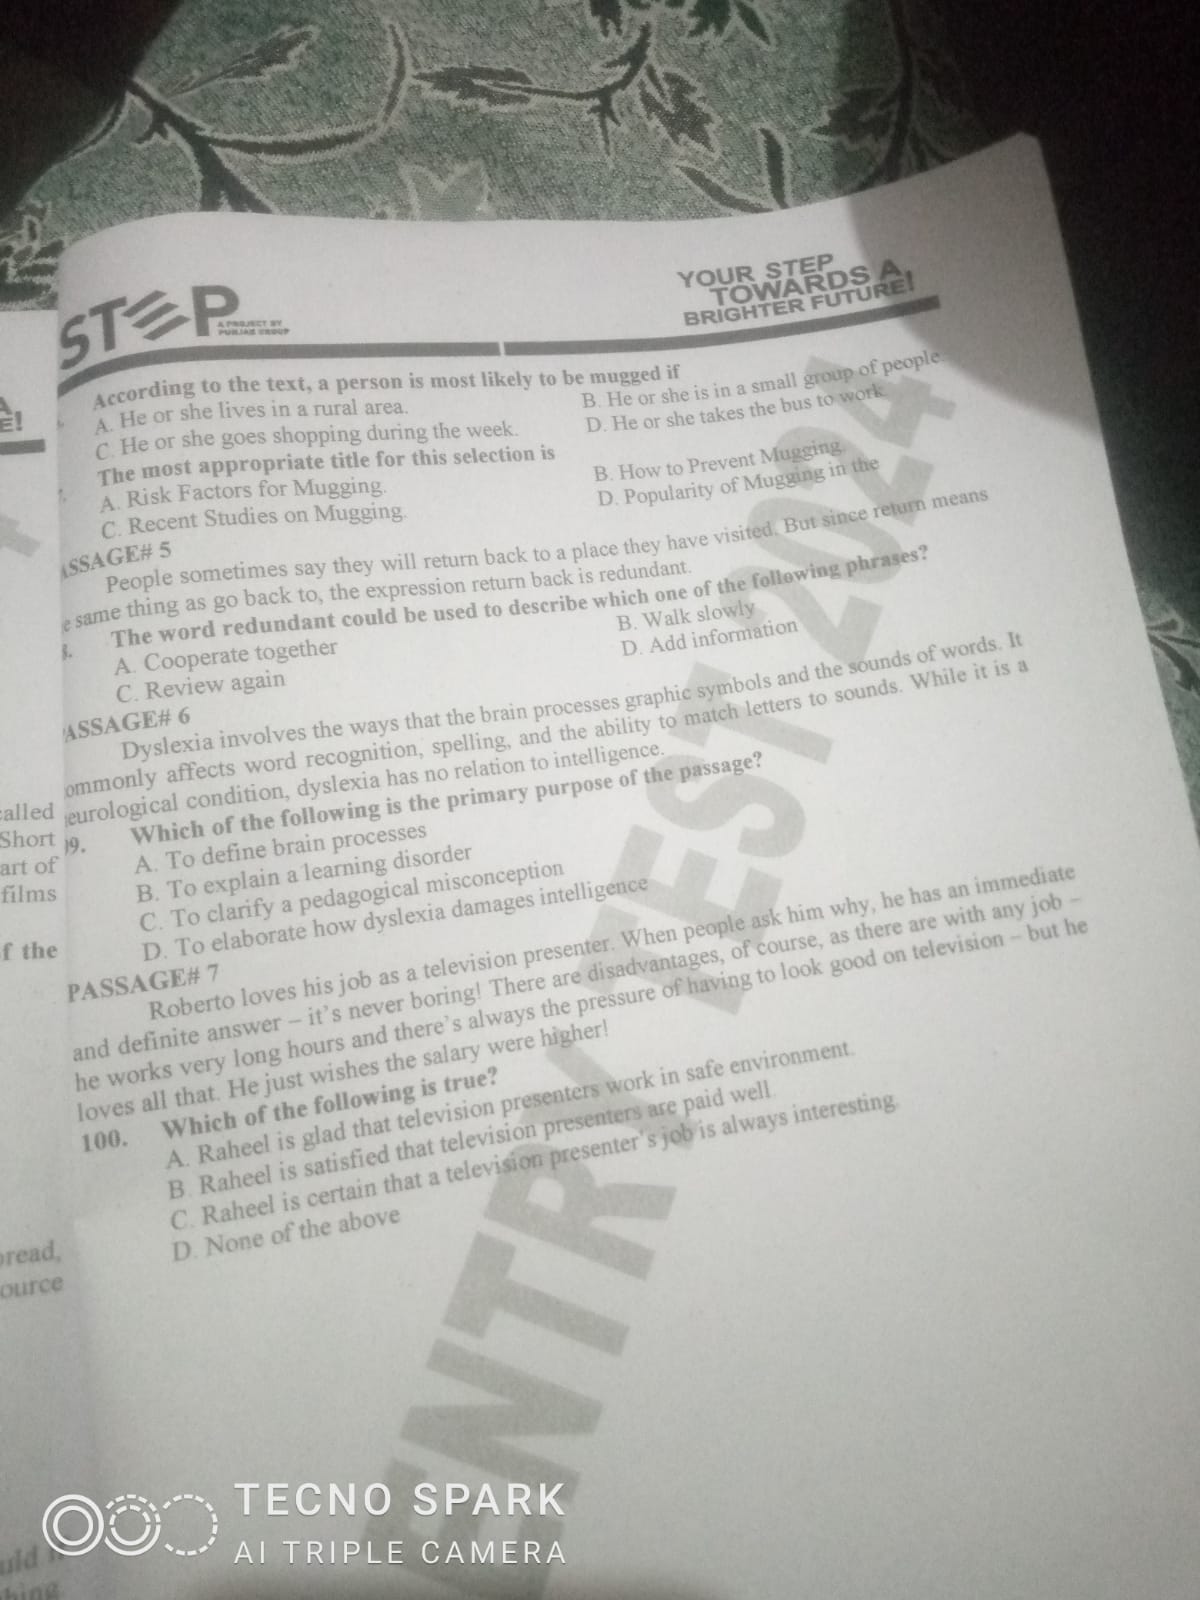 STEP
A PROJECT BY
PUNJAB GROUP
YOUR STEP
TOWARDS A
BRIGHTER FUTURE!
According to the text, a person is most likely to be mugged if
A. He or she lives in a rural area.
B. He or she is in a small group of people.
C. He or she goes shopping during the week.
D. He or she takes the bus to work.
The most appropriate title for this selection is
A. Risk Factors for Mugging.
B. How to Prevent Mugging.
C. Recent Studies on Mugging.
D. Popularity of Mugging in the
ASSAGE# 5
People sometimes say they will return back to a place they have visited. But since return means
e same thing as go back to, the expression return back is redundant.
8. The word redundant could be used to describe which one of the following phrases?
A. Cooperate together
B. Walk slowly
C. Review again
D. Add information
ASSAGE# 6
Dyslexia involves the ways that the brain processes graphic symbols and the sounds of words. It
ommonly affects word recognition, spelling, and the ability to match letters to sounds. While it is a
eurological condition, dyslexia has no relation to intelligence.
99. Which of the following is the primary purpose of the passage?
A. To define brain processes
B. To explain a learning disorder
C. To clarify a pedagogical misconception
D. To elaborate how dyslexia damages intelligence
PASSAGE# 7
Roberto loves his job as a television presenter. When people ask him why, he has an immediate
and definite answer – it's never boring! There are disadvantages, of course, as there are with any job –
he works very long hours and there's always the pressure of having to look good on television – but he
loves all that. He just wishes the salary were higher!
100. Which of the following is true?
A. Raheel is glad that television presenters work in safe environment.
B. Raheel is satisfied that television presenters are paid well.
C. Raheel is certain that a television presenter's job is always interesting.
D. None of the above
ENTRY TEST 2024
E!
called
Short
art of
films
f the
oread,
ource
uld
hing
TECNO SPARK
AI TRIPLE CAMERA